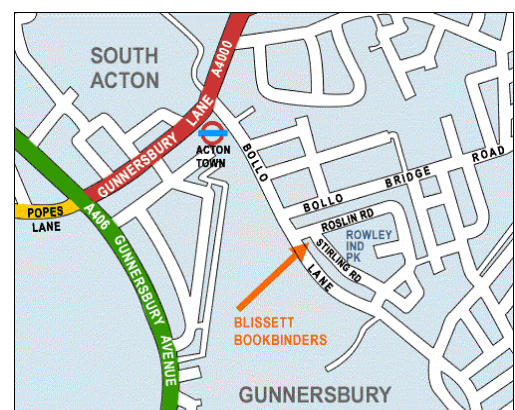 SOUTH
ACTON
GUNNERSBURY LANE A4000
ACTON
TOWN
BOLLO LANE
BOLLO BRIDGE ROAD
ROSLIN RD
ROWLEY
IND
PK
STIRLING RD
POPES
LANE
A406 GUNNERSBURY AVENUE
BLISSETT
BOOKBINDERS
GUNNERSBURY